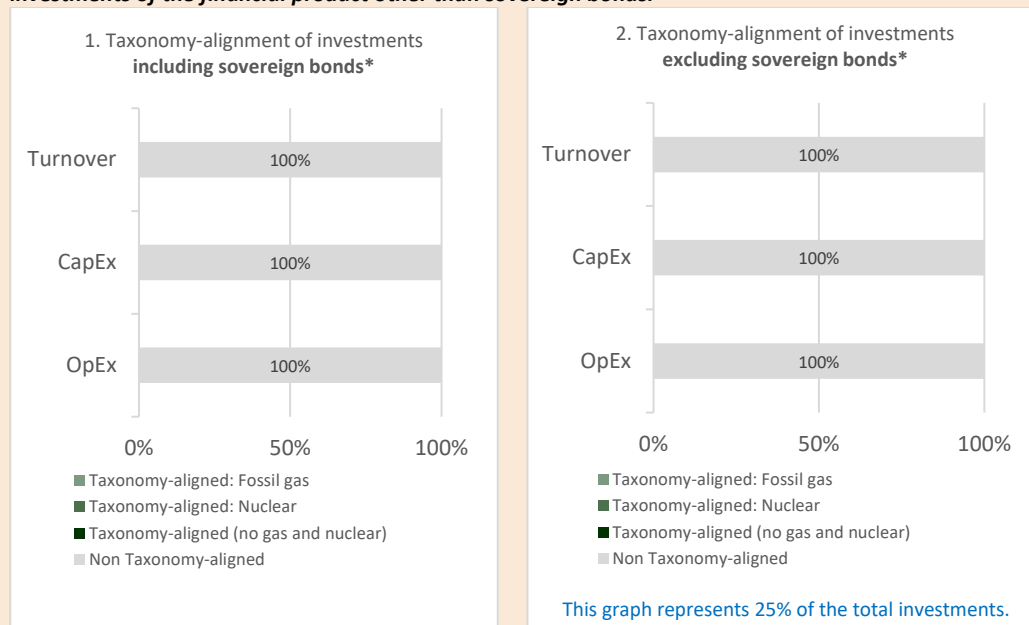 investments of the financial product other than sovereign bonds.
1. Taxonomy-alignment of investments
including sovereign bonds*
Turnover
100%
CapEx
100%
OpEx
100%
0% 50% 100%
Taxonomy-aligned: Fossil gas
Taxonomy-aligned: Nuclear
Taxonomy-aligned (no gas and nuclear)
Non Taxonomy-aligned
2. Taxonomy-alignment of investments
excluding sovereign bonds*
Turnover
100%
CapEx
100%
OpEx
100%
0% 50% 100%
Taxonomy-aligned: Fossil gas
Taxonomy-aligned: Nuclear
Taxonomy-aligned (no gas and nuclear)
Non Taxonomy-aligned
This graph represents 25% of the total investments.